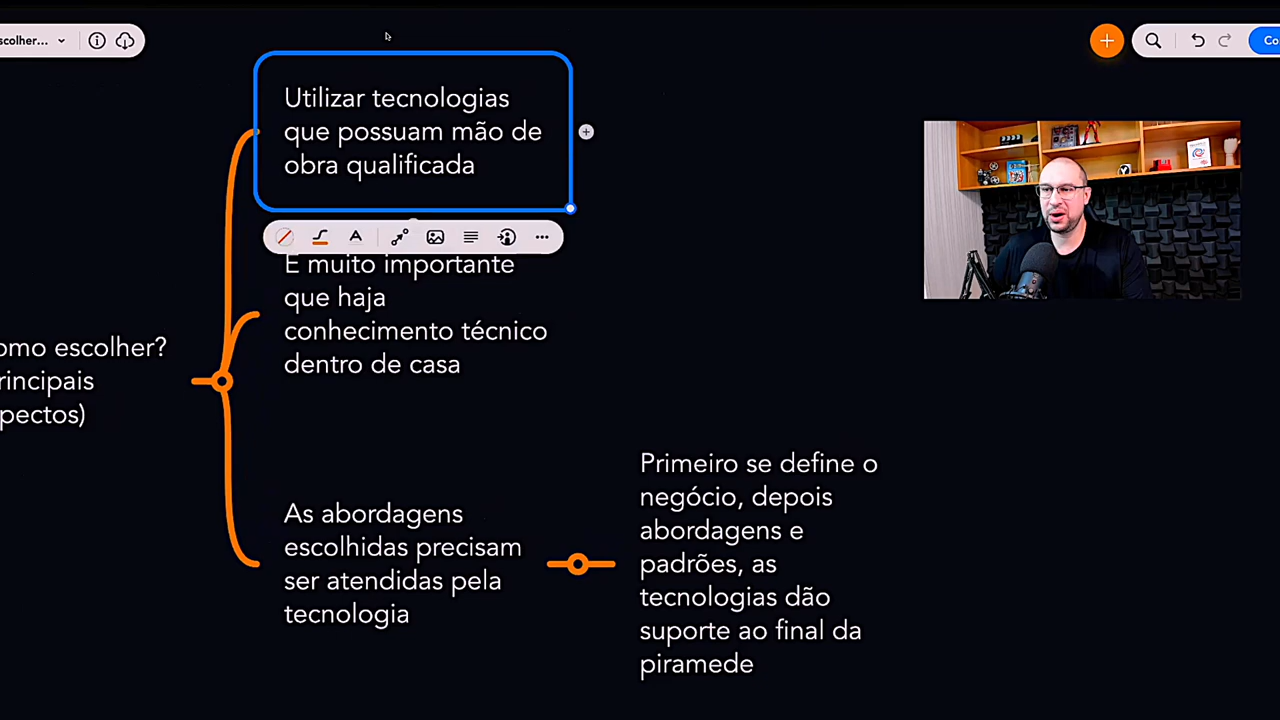 scolher...
Co
Utilizar tecnologias
que possuam mão de
obra qualificada
É muito importante
que haja
conhecimento técnico
dentro de casa
omo escolher?
rincipais
pectos)
As abordagens
escolhidas precisam
ser atendidas pela
tecnologia
Primeiro se define o
negócio, depois
abordagens e
padrões, as
tecnologias dão
suporte ao final da
piramede